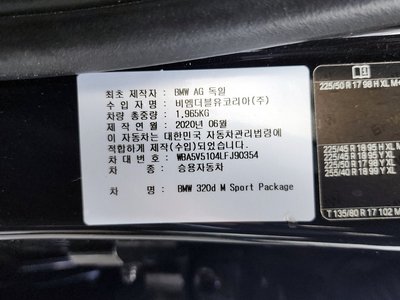 최초 제작자 : BMW AG 독일
수 입 자 명 : 비엠더블유코리아(주)
차량 총중량 : 1,965KG
제 작 연 월 : 2020년 06월
이 자동차는 대한민국 자동차관리법령에
적합하게 제작(수입)되었습니다.
차 대 번 호 : WBA5V5104LFJ90354
차 종 : 승용자동차
차 명 : BMW 320d M Sport Package
225/50 R 17 98 H XL M+
225/45 R 18 95 H XL M
225/45 R 18 95 Y XL
255/40 R 18 99 Y XL
T 135/80 R 17 102 M